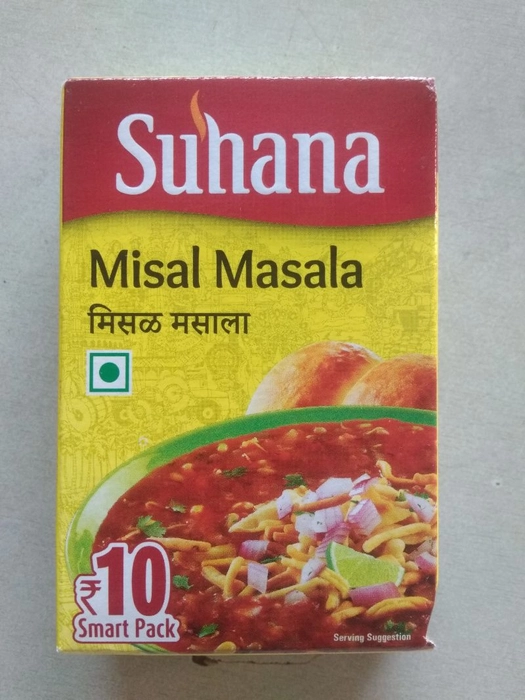 Suhana
Misal Masala
मिसळ मसाला
₹10
Smart Pack
Serving Suggestion